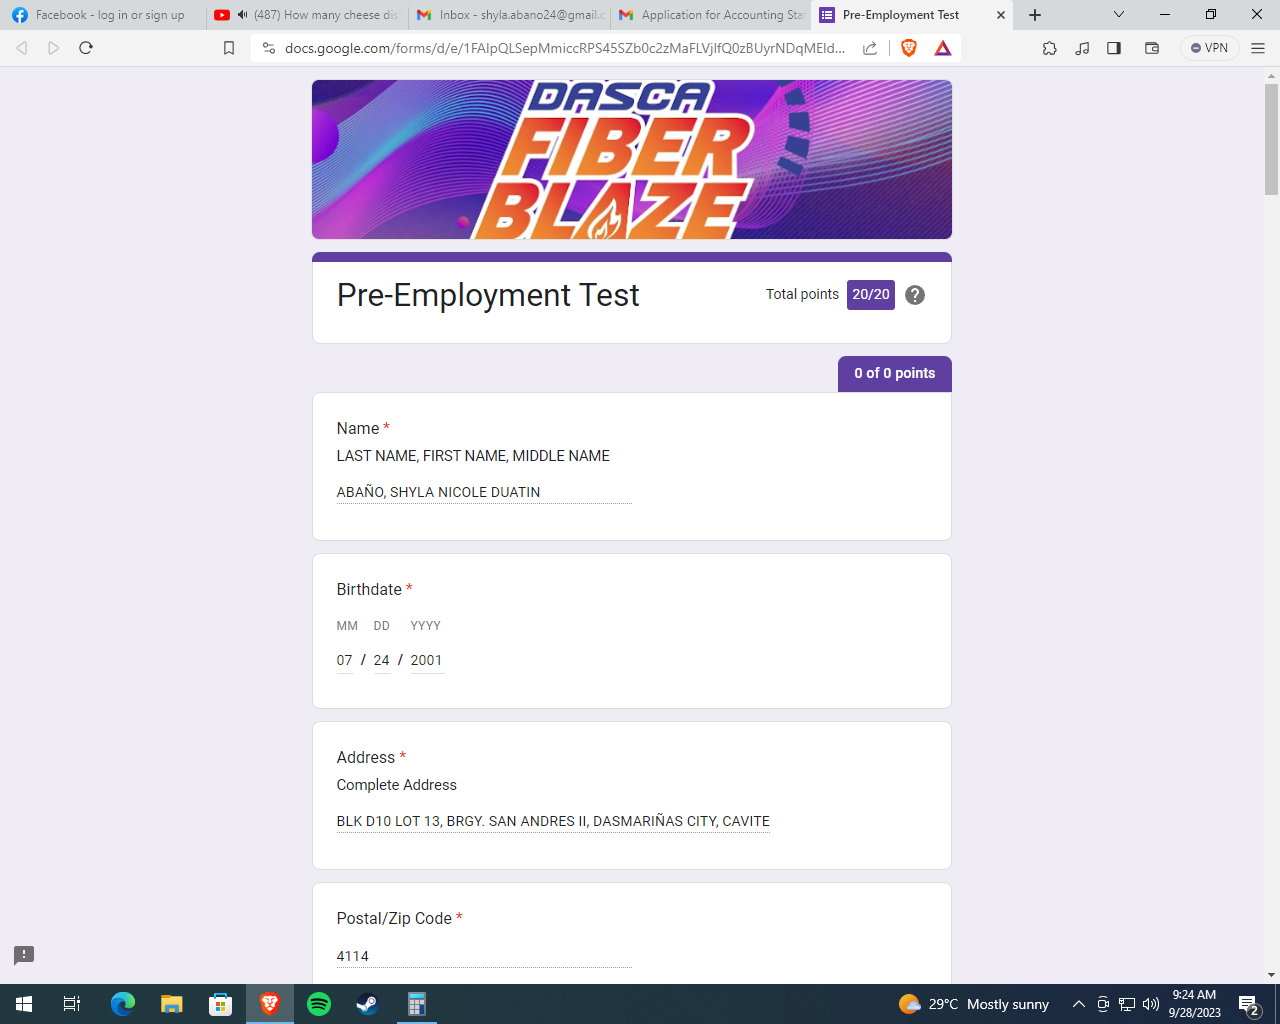 Facebook - log in or sign up
(487) How many cheese dis
Inbox - shyla.abano24@gmail.c
Application for Accounting Sta
Pre-Employment Test
docs.google.com/forms/d/e/1FAIpQLSepMmiccRPS45SZb0c2zMaFLVjlfQ0zBUyrNDqMEId...
VPN
DASCA
FIBER
BLAZE
Pre-Employment Test
Total points 20/20
0 of 0 points
Name *
LAST NAME, FIRST NAME, MIDDLE NAME
ABAÑO, SHYLA NICOLE DUATIN
Birthdate *
MM DD YYYY
07 / 24 / 2001
Address *
Complete Address
BLK D10 LOT 13, BRGY. SAN ANDRES II, DASMARIÑAS CITY, CAVITE
Postal/Zip Code *
4114
29°C Mostly sunny
9:24 AM
9/28/2023
2